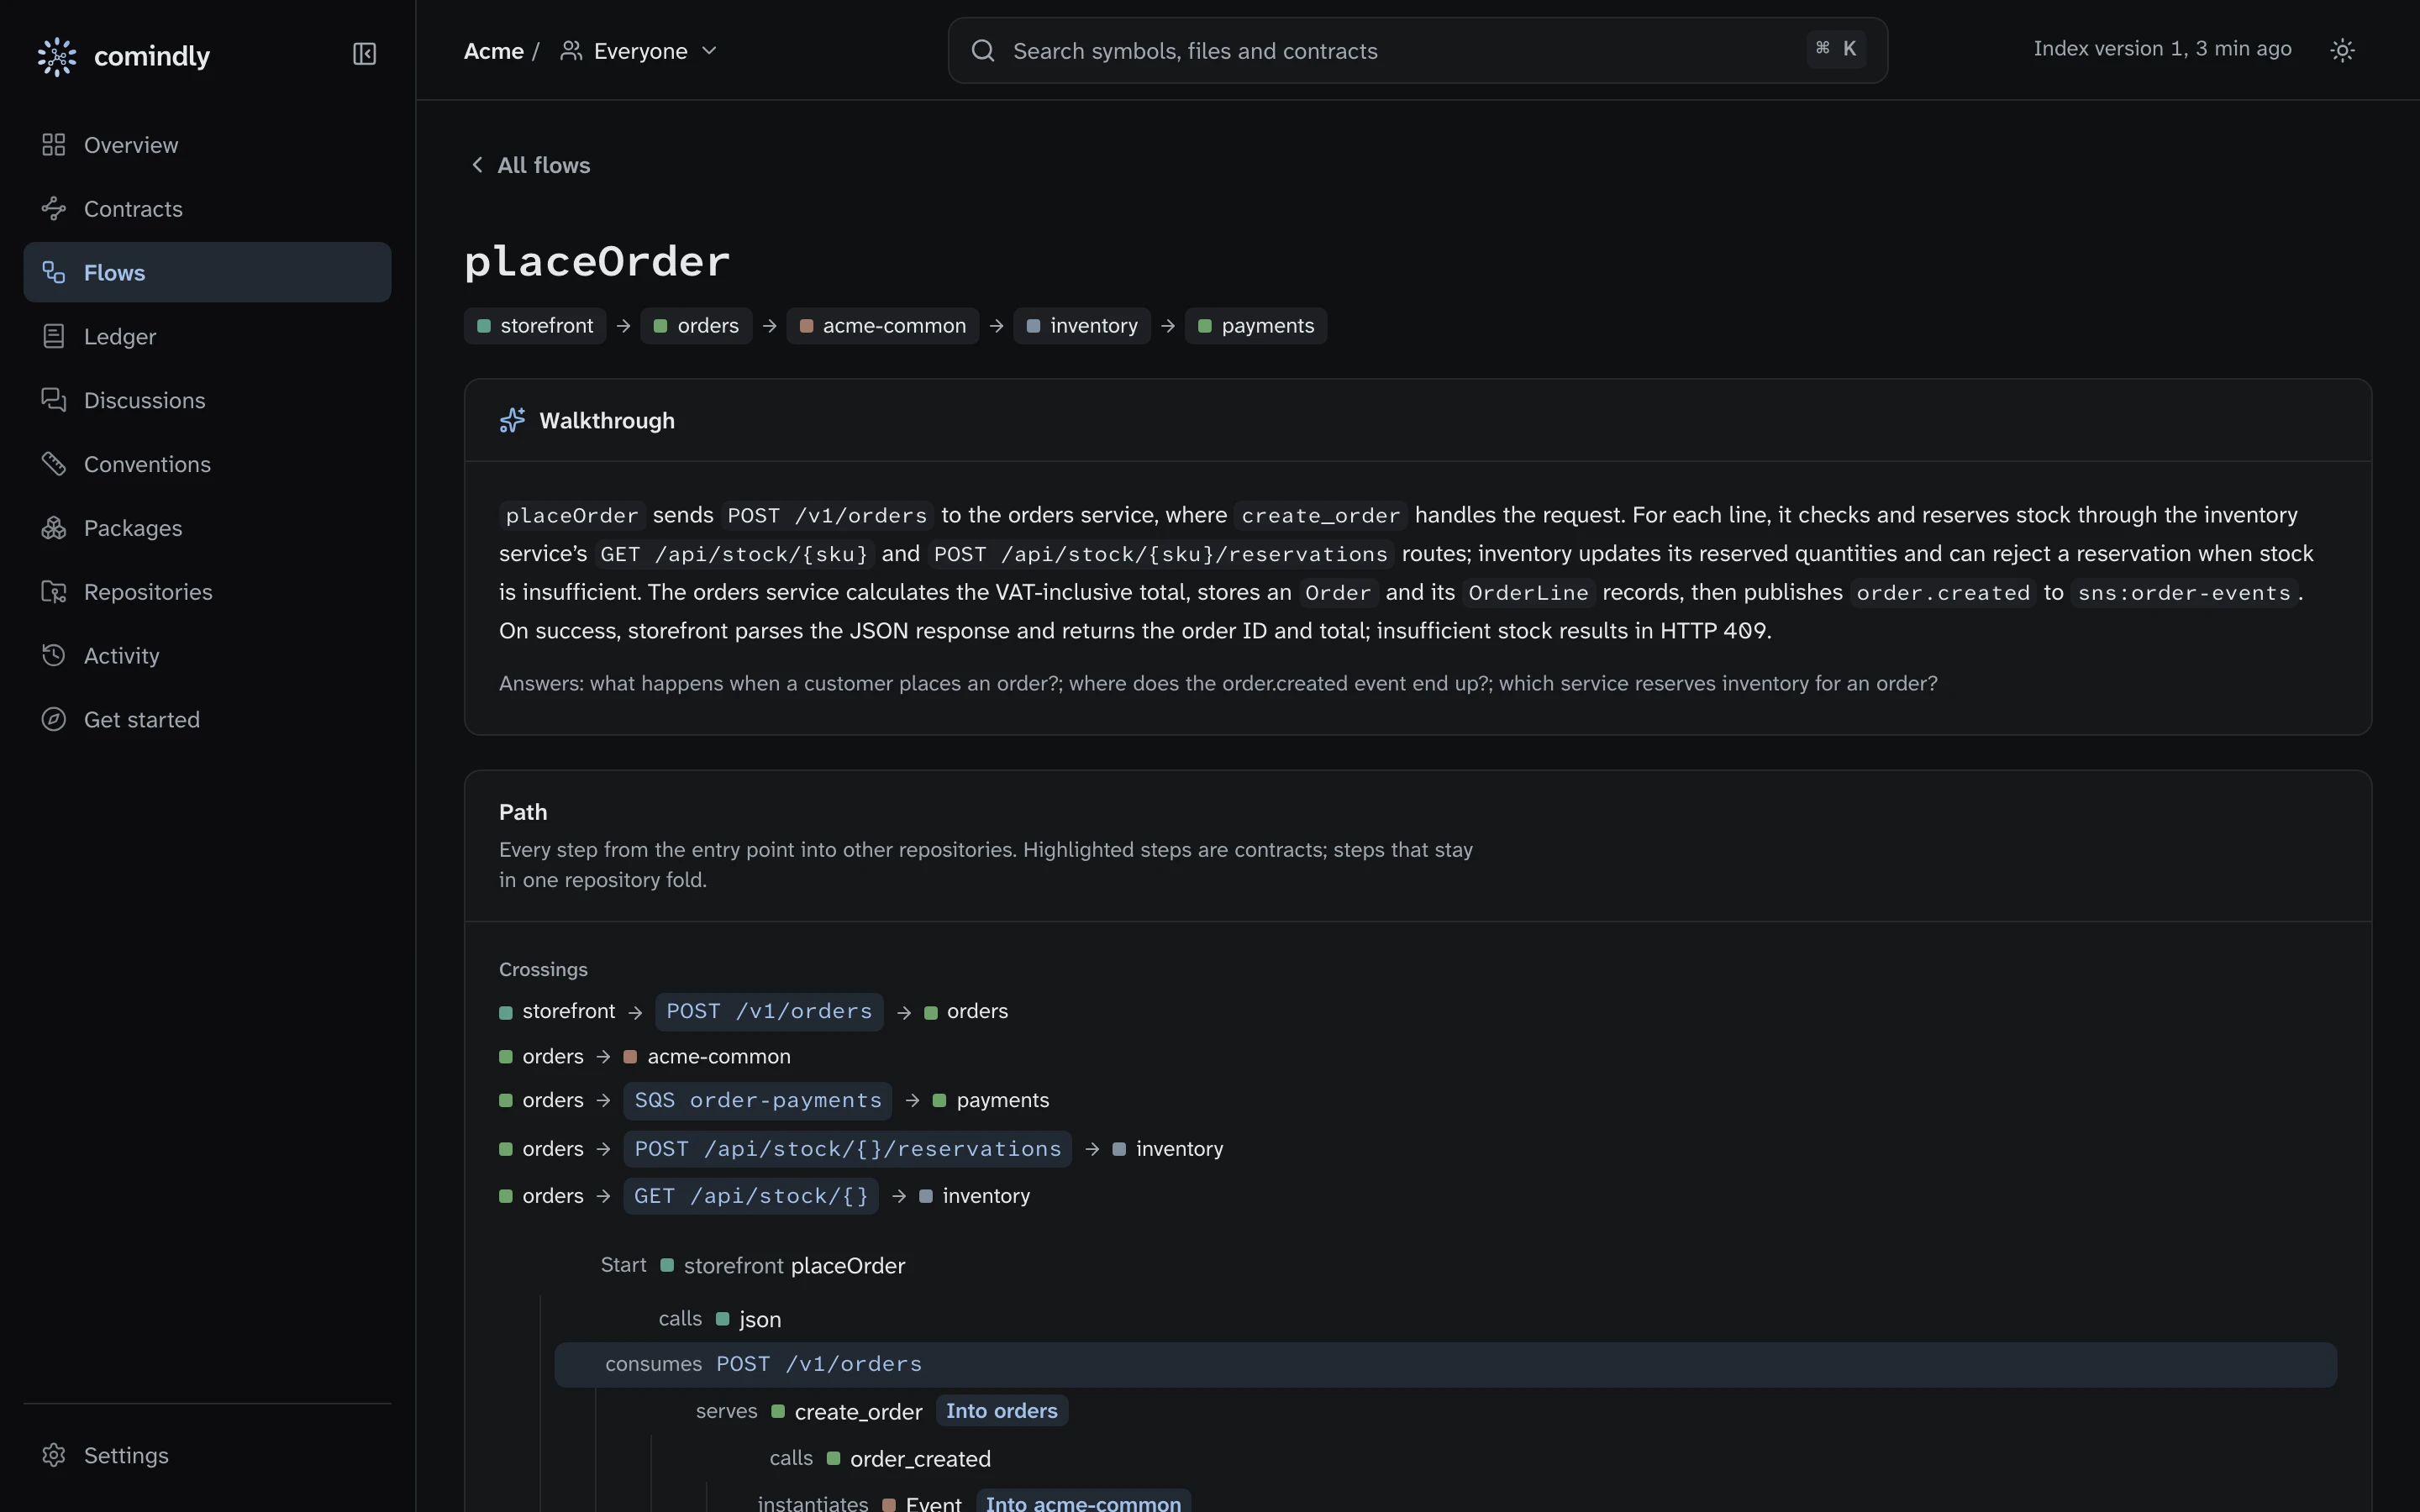 comindly
Acme / Everyone
Search symbols, files and contracts
⌘ K
Index version 1, 3 min ago
Overview
Contracts
Flows
Ledger
Discussions
Conventions
Packages
Repositories
Activity
Get started
Settings
All flows
placeOrder
storefront → orders → acme-common → inventory → payments
Walkthrough
placeOrder sends POST /v1/orders to the orders service, where create_order handles the request. For each line, it checks and reserves stock through the inventory
service’s GET /api/stock/{sku} and POST /api/stock/{sku}/reservations routes; inventory updates its reserved quantities and can reject a reservation when stock
is insufficient. The orders service calculates the VAT-inclusive total, stores an Order and its OrderLine records, then publishes order.created to sns:order-events.
On success, storefront parses the JSON response and returns the order ID and total; insufficient stock results in HTTP 409.
Answers: what happens when a customer places an order?; where does the order.created event end up?; which service reserves inventory for an order?
Path
Every step from the entry point into other repositories. Highlighted steps are contracts; steps that stay
in one repository fold.
Crossings
storefront → POST /v1/orders → orders
orders → acme-common
orders → SQS order-payments → payments
orders → POST /api/stock/{}/reservations → inventory
orders → GET /api/stock/{} → inventory
Start storefront placeOrder
calls json
consumes POST /v1/orders
serves create_order Into orders
calls order_created
instantiates Event Into acme-common